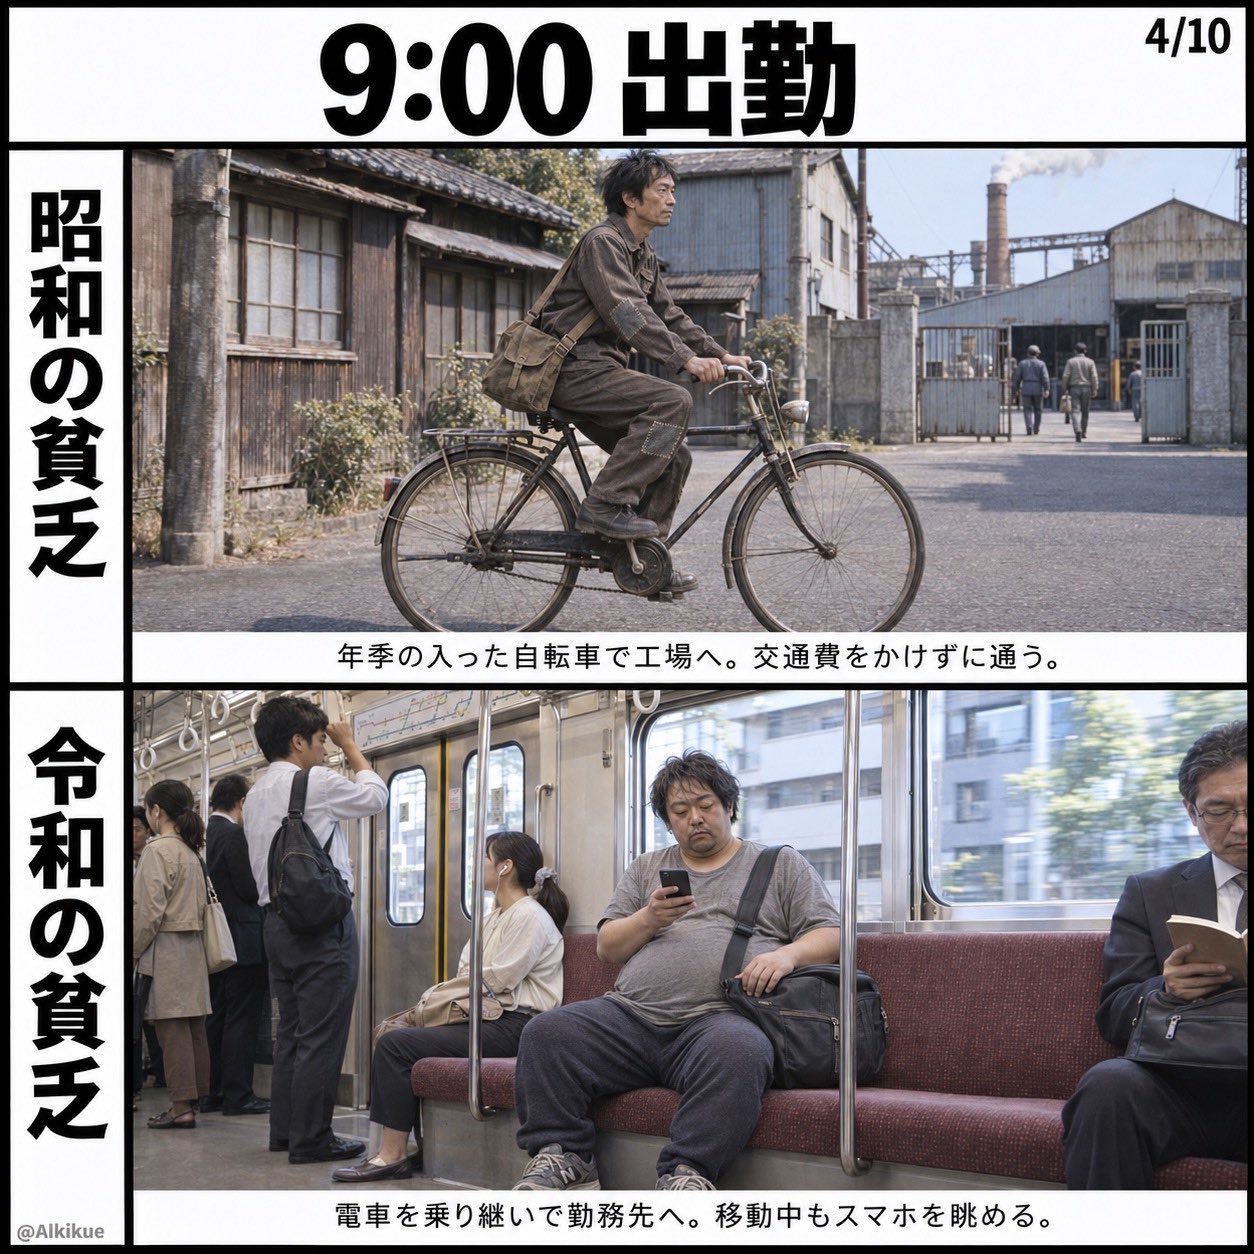 9:00 出勤
4/10
昭和の貧乏
年季の入った自転車で工場へ。交通費をかけずに通う。
令和の貧乏
電車を乗り継いで勤務先へ。移動中もスマホを眺める。
@Alkikue